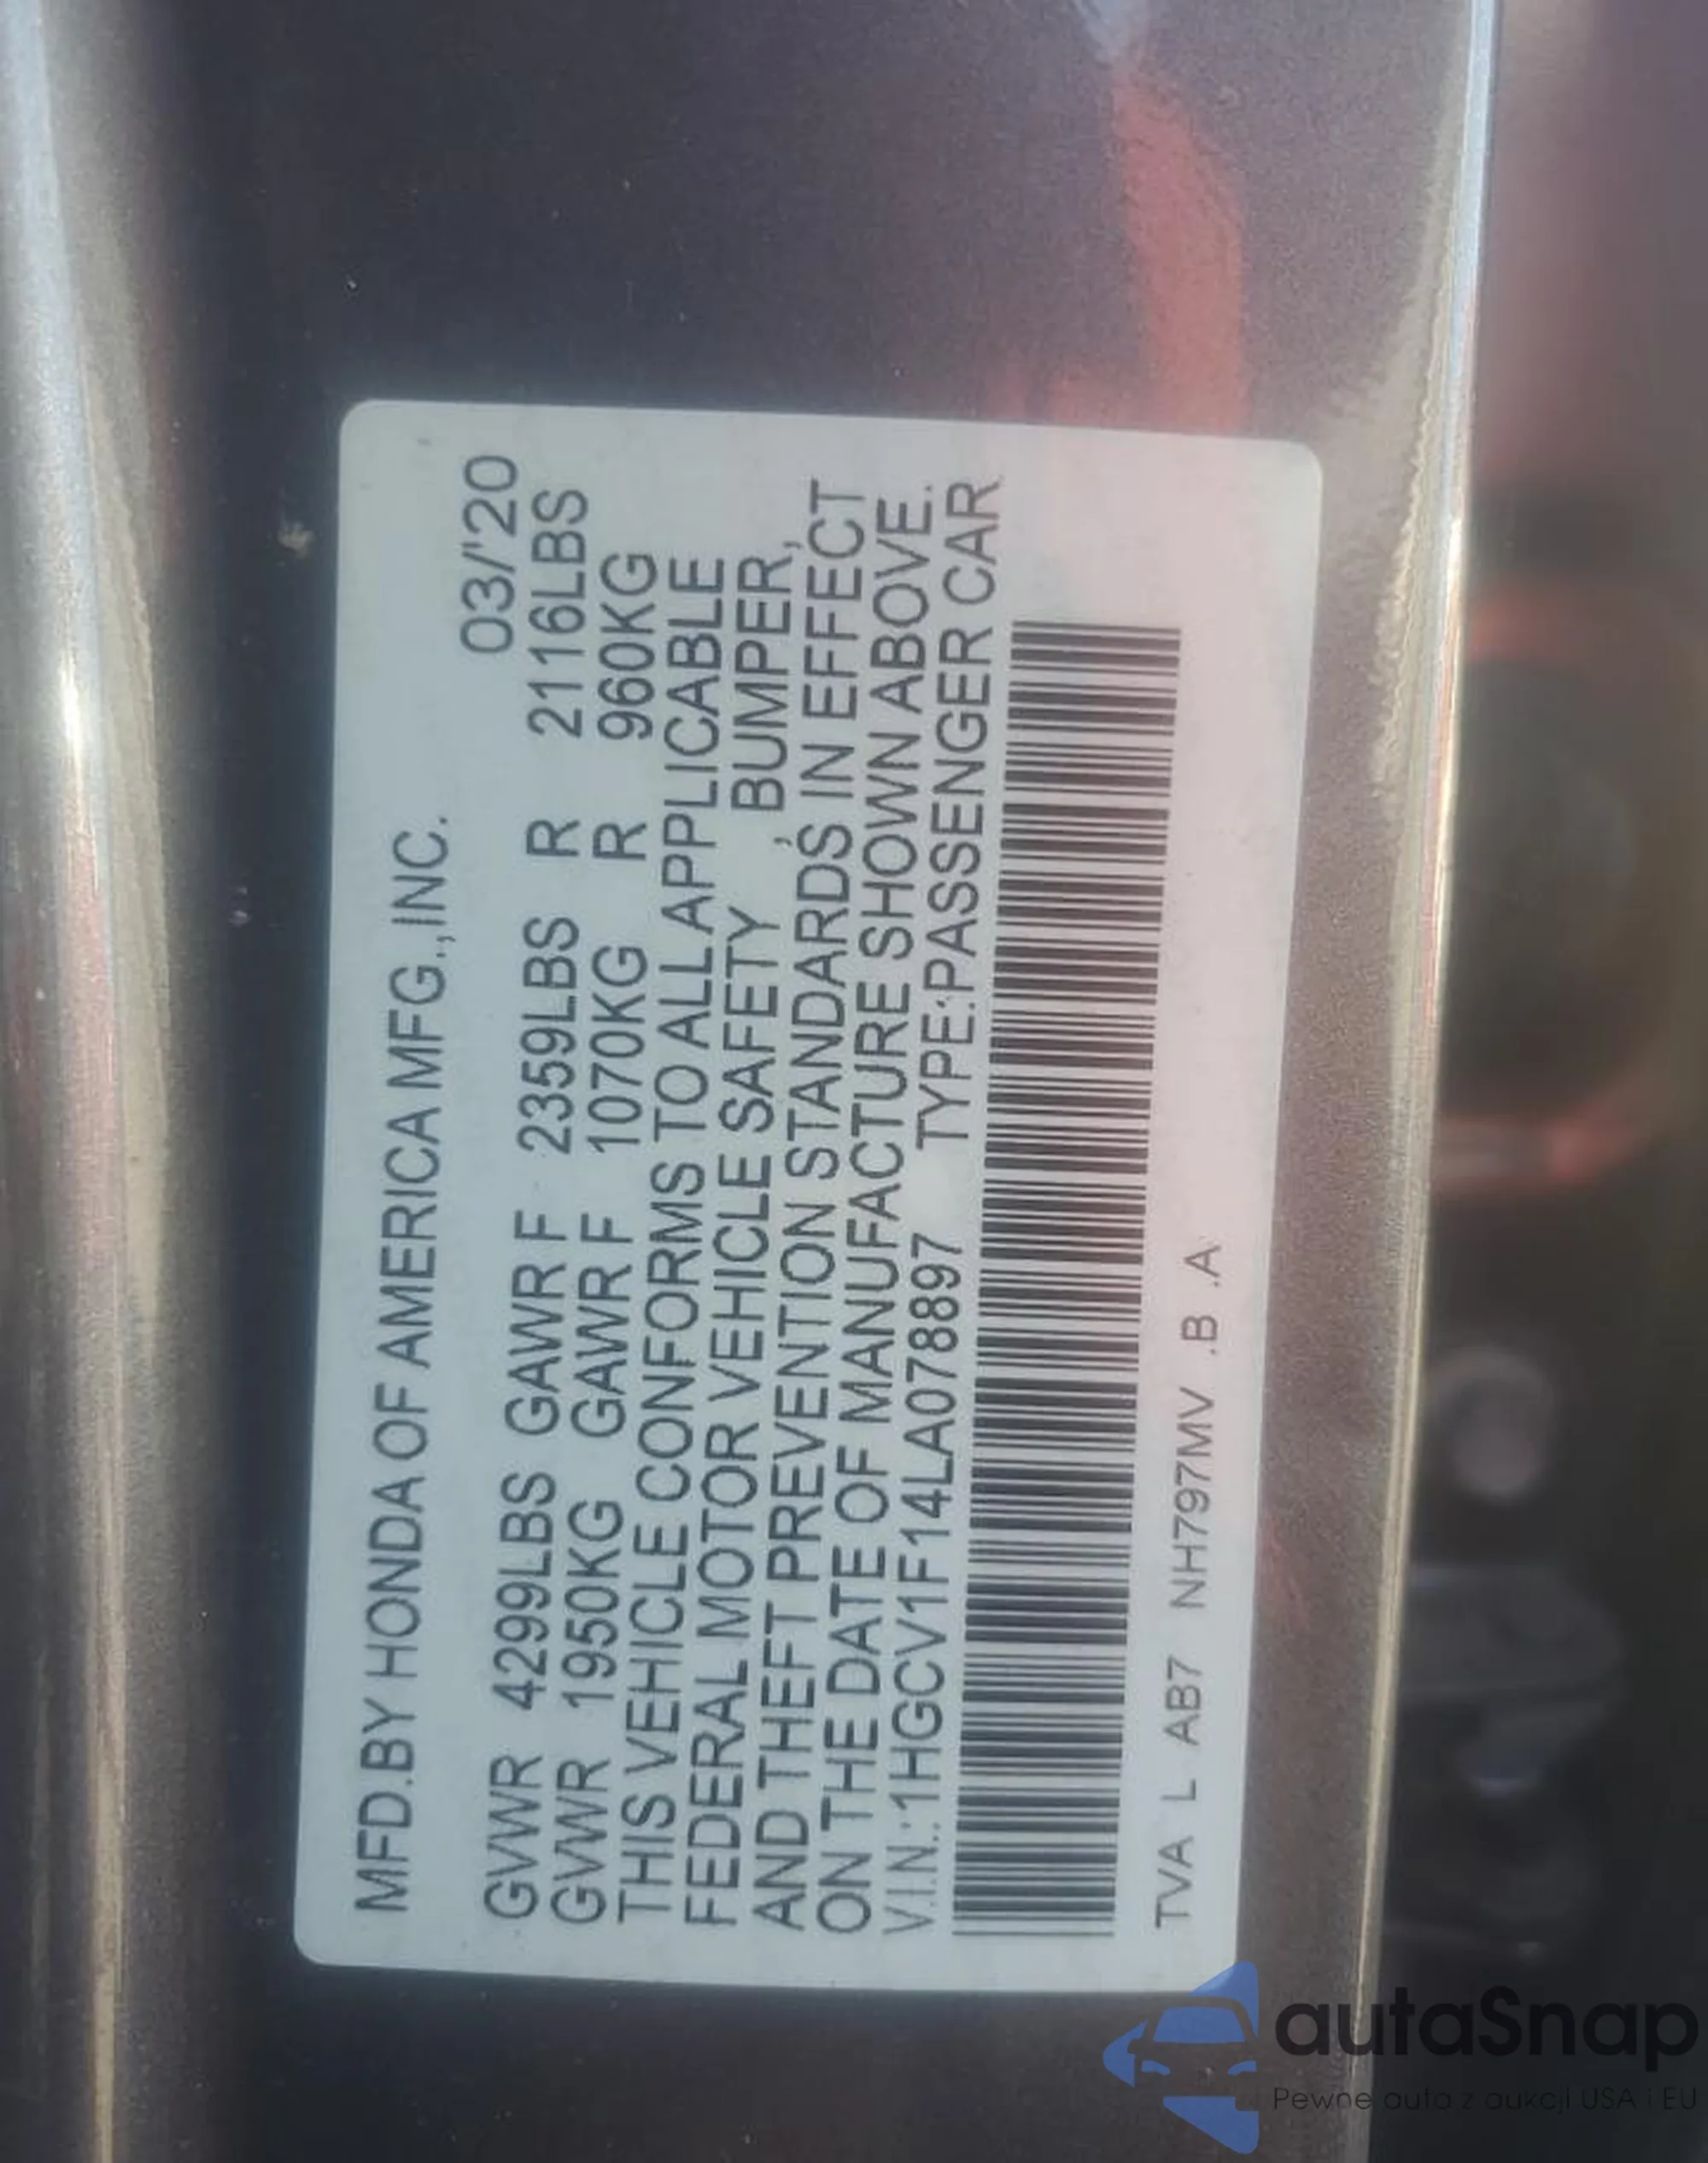 MFD.BY HONDA OF AMERICA MFG.,INC.
03/'20
GVWR 4299LBS GAWR F 2359LBS R 2116LBS
GVWR 1950KG GAWR F 1070KG R 960KG
THIS VEHICLE CONFORMS TO ALL APPLICABLE
FEDERAL MOTOR VEHICLE SAFETY , BUMPER,
AND THEFT PREVENTION STANDARDS IN EFFECT
ON THE DATE OF MANUFACTURE SHOWN ABOVE.
V.I.N.:1HGCV1F14LA078897 TYPE:PASSENGER CAR
TVA L AB7 NH797MV .B .A
autaSnap
Pewne auta z aukcji USA i EU